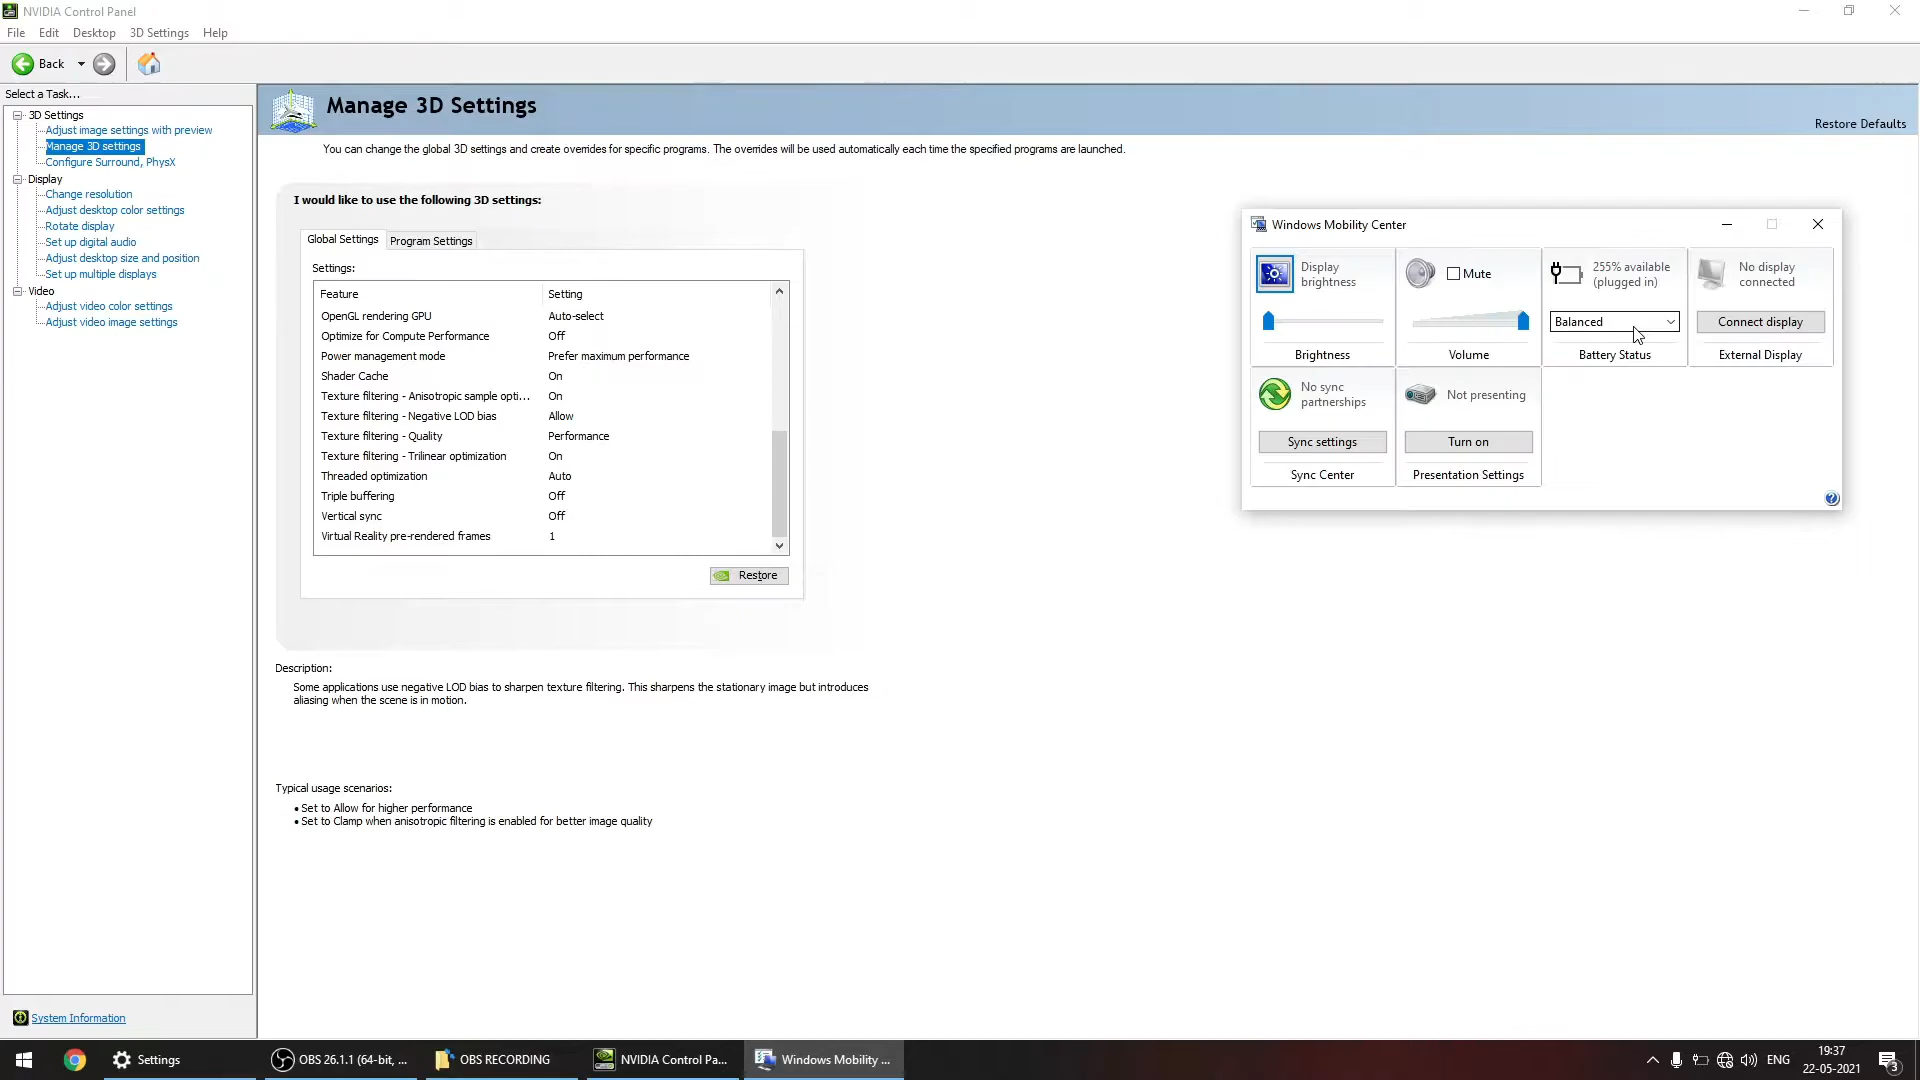 NVIDIA Control Panel
File Edit Desktop 3D Settings Help
Back
Select a Task...
3D Settings
Adjust image settings with preview
Manage 3D settings
Configure Surround, PhysX
Display
Change resolution
Adjust desktop color settings
Rotate display
Set up digital audio
Adjust desktop size and position
Set up multiple displays
Video
Adjust video color settings
Adjust video image settings
System Information
Manage 3D Settings
Restore Defaults
You can change the global 3D settings and create overrides for specific programs. The overrides will be used automatically each time the specified programs are launched.
I would like to use the following 3D settings:
Global Settings Program Settings
Settings:
Feature Setting
OpenGL rendering GPU Auto-select
Optimize for Compute Performance Off
Power management mode Prefer maximum performance
Shader Cache On
Texture filtering - Anisotropic sample opti... On
Texture filtering - Negative LOD bias Allow
Texture filtering - Quality Performance
Texture filtering - Trilinear optimization On
Threaded optimization Auto
Triple buffering Off
Vertical sync Off
Virtual Reality pre-rendered frames 1
Restore
Description:
Some applications use negative LOD bias to sharpen texture filtering. This sharpens the stationary image but introduces
aliasing when the scene is in motion.
Typical usage scenarios:
• Set to Allow for higher performance
• Set to Clamp when anisotropic filtering is enabled for better image quality
Windows Mobility Center
Display
brightness
Brightness
Mute
Volume
255% available
(plugged in)
Balanced
Battery Status
No display
connected
Connect display
External Display
No sync
partnerships
Sync settings
Sync Center
Not presenting
Turn on
Presentation Settings
?
Settings
OBS 26.1.1 (64-bit, ...
OBS RECORDING
NVIDIA Control Pa...
Windows Mobility ...
ENG
19:37
22-05-2021
3